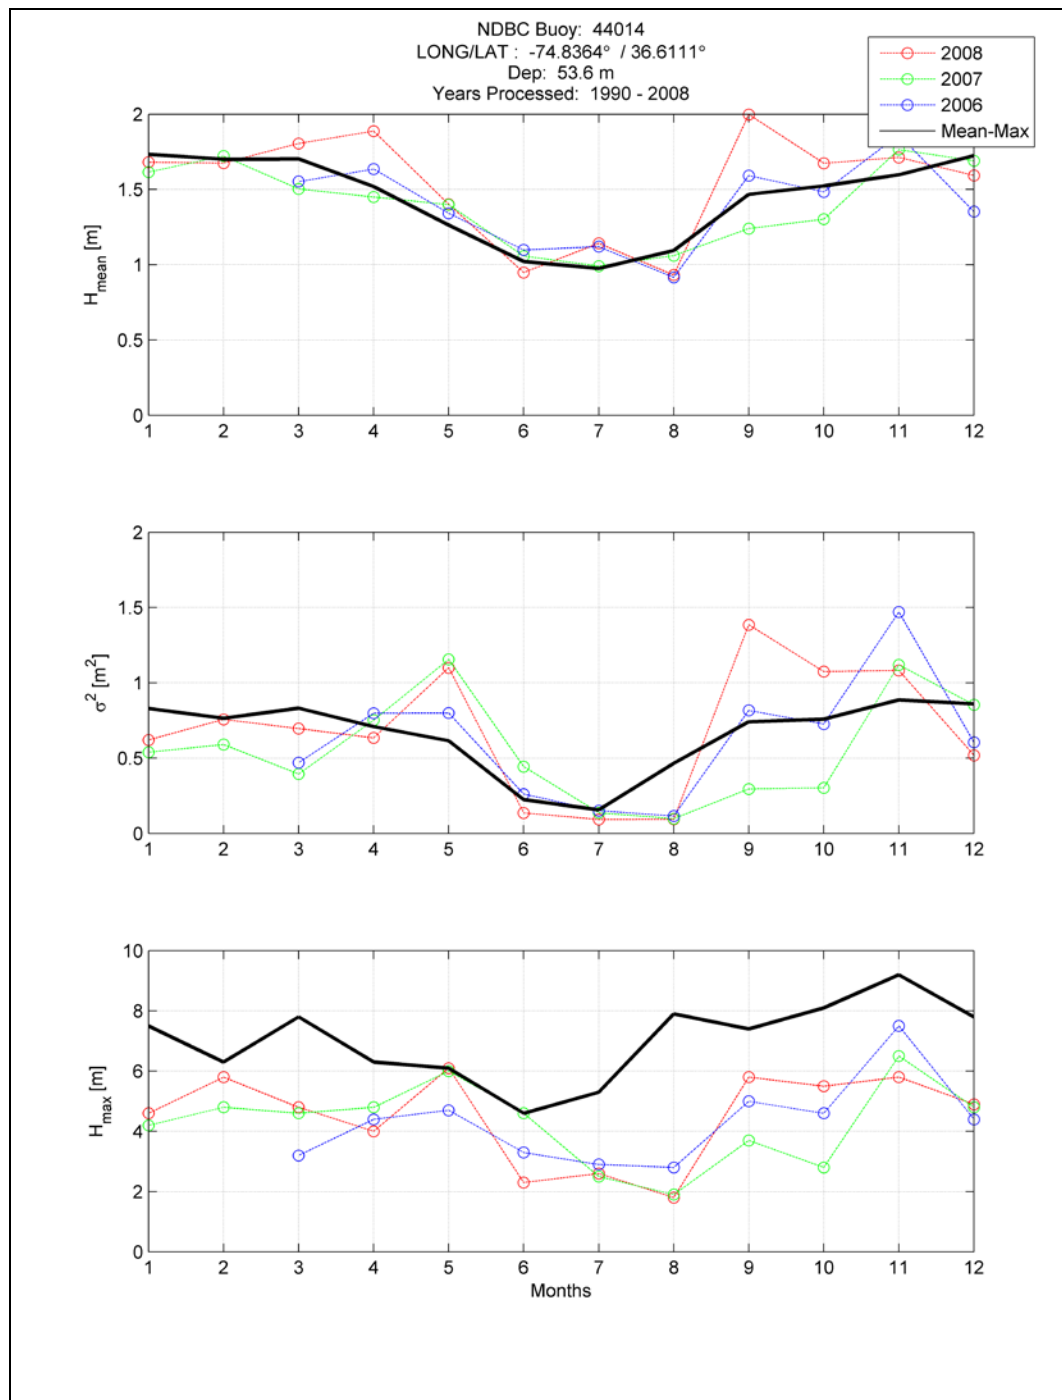 NDBC Buoy: 44014
LONG/LAT : -74.8364° / 36.6111°
Dep: 53.6 m
Years Processed: 1990 - 2008
2008
2007
2006
Mean-Max
2
1.5
1
0.5
0
H_mean [m]
1 2 3 4 5 6 7 8 9 10 11 12
2
1.5
1
0.5
0
σ² [m²]
1 2 3 4 5 6 7 8 9 10 11 12
10
8
6
4
2
0
H_max [m]
1 2 3 4 5 6 7 8 9 10 11 12
Months